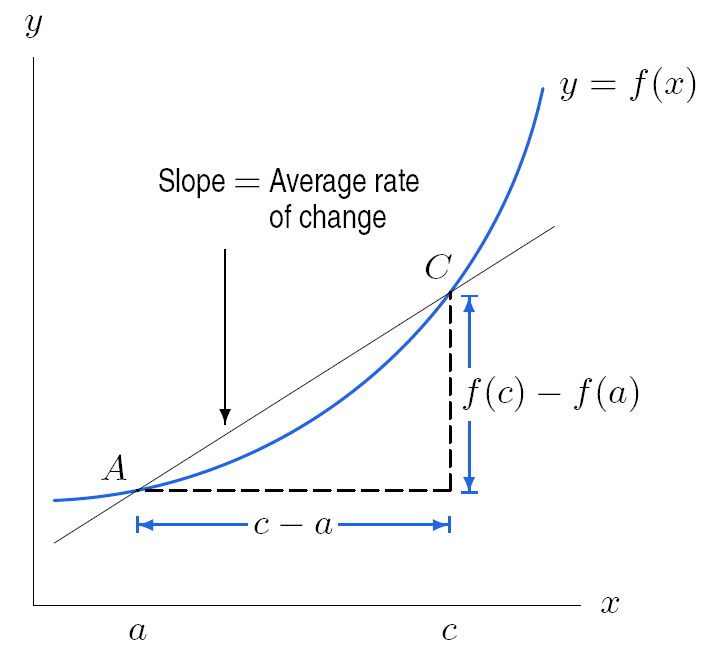 y
y = f(x)
Slope = Average rate
of change
C
f(c) − f(a)
A
c − a
x
a
c